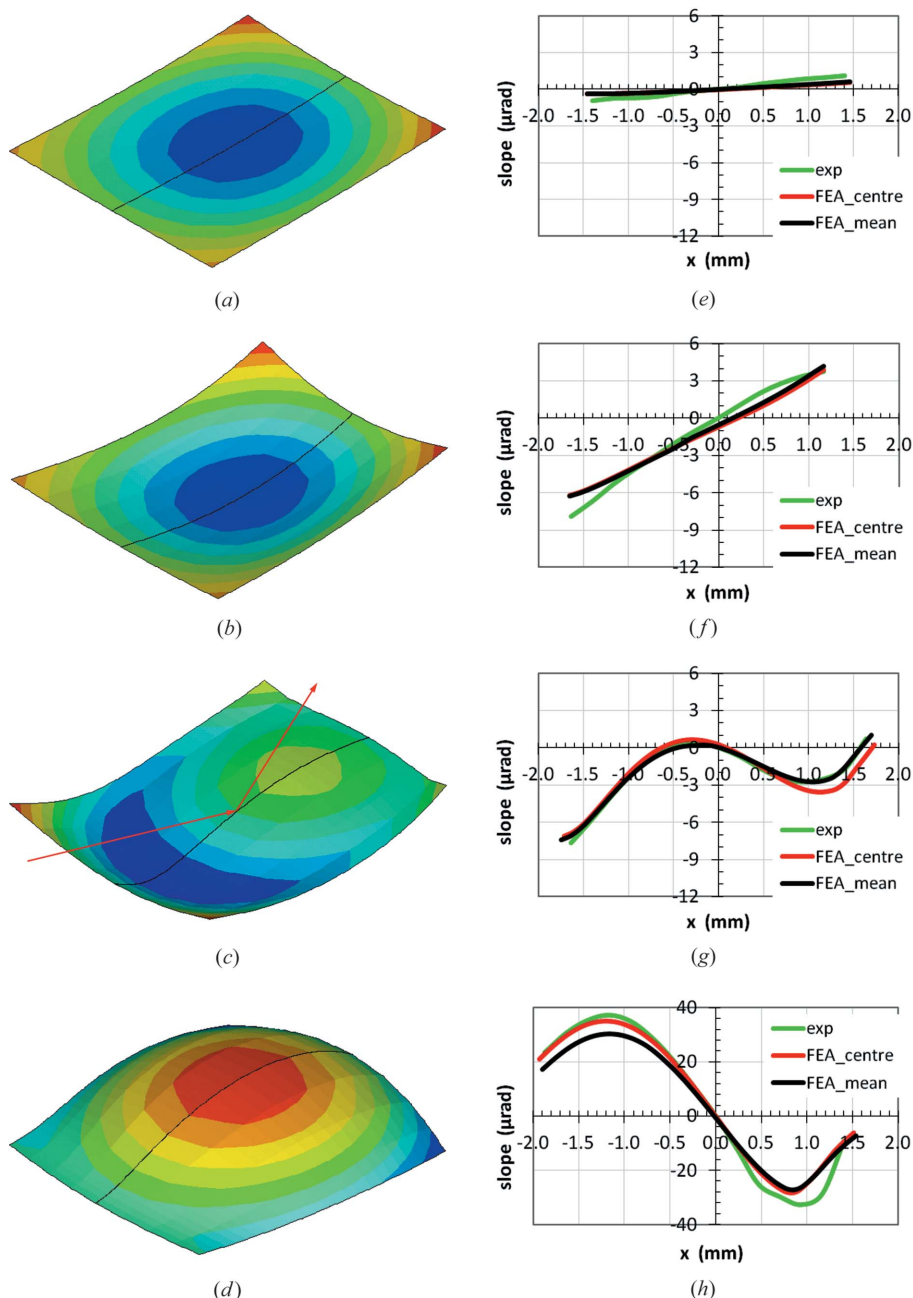 6
3
0
-2.0 -1.5 -1.0 -0.5 0.0 0.5 1.0 1.5 2.0
-3
-6
-9
-12
slope (μrad)
exp
FEA_centre
FEA_mean
x (mm)
(a)
(e)
6
3
0
-2.0 -1.5 -1.0 -0.5 0.0 0.5 1.0 1.5 2.0
-3
-6
-9
-12
slope (μrad)
exp
FEA_centre
FEA_mean
x (mm)
(b)
(f)
6
3
0
-2.0 -1.5 -1.0 -0.5 0.0 0.5 1.0 1.5 2.0
-3
-6
-9
-12
slope (μrad)
exp
FEA_centre
FEA_mean
x (mm)
(c)
(g)
40
20
0
-2.0 -1.5 -1.0 -0.5 0.0 0.5 1.0 1.5 2.0
-20
-40
slope (μrad)
exp
FEA_centre
FEA_mean
x (mm)
(d)
(h)